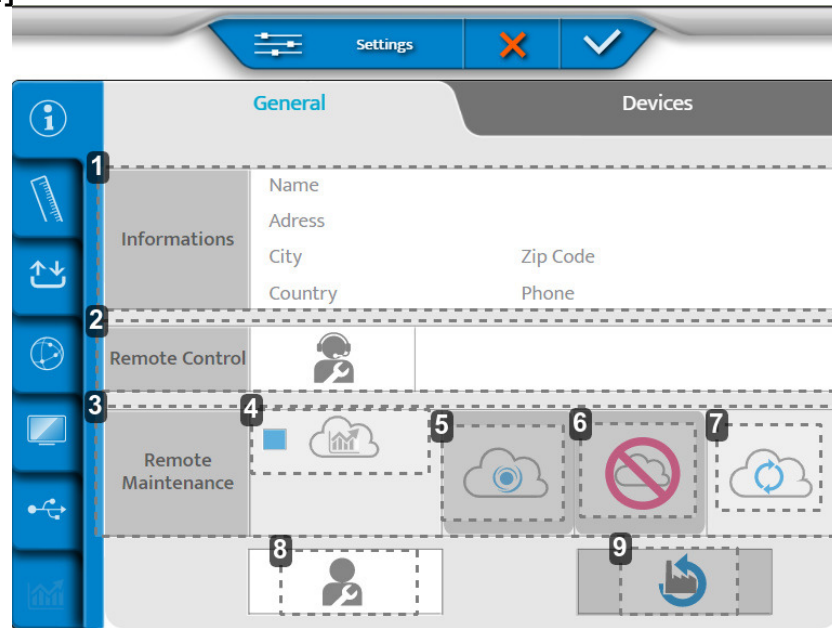 ]
Settings
General
Devices
1
Informations
Name
Adress
City
Zip Code
Country
Phone
2
Remote Control
3
Remote
Maintenance
4
5
6
7
8
9